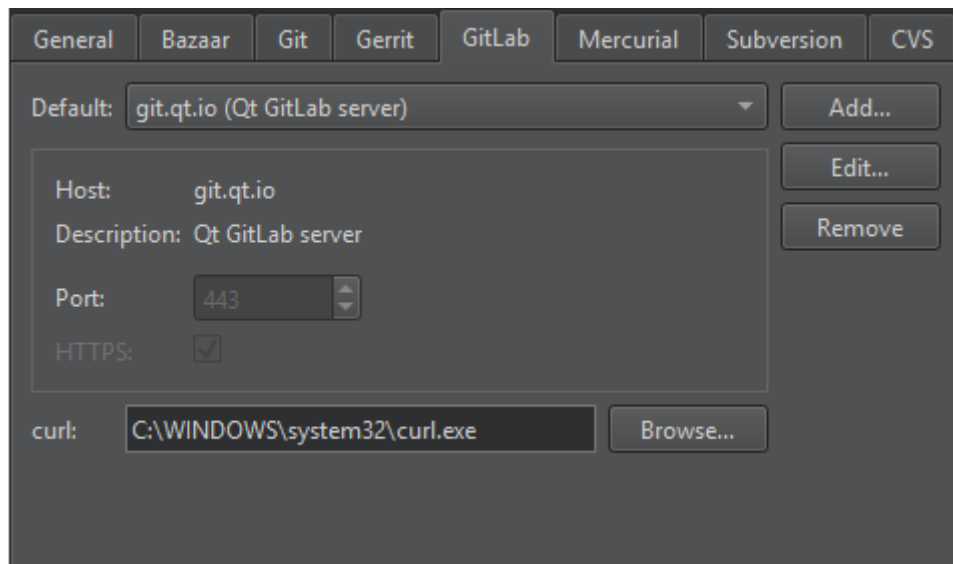 General Bazaar Git Gerrit GitLab Mercurial Subversion CVS
Default: git.qt.io (Qt GitLab server) Add...
Edit...
Host: git.qt.io
Remove
Description: Qt GitLab server
Port: 443
HTTPS:
curl: C:\WINDOWS\system32\curl.exe Browse...